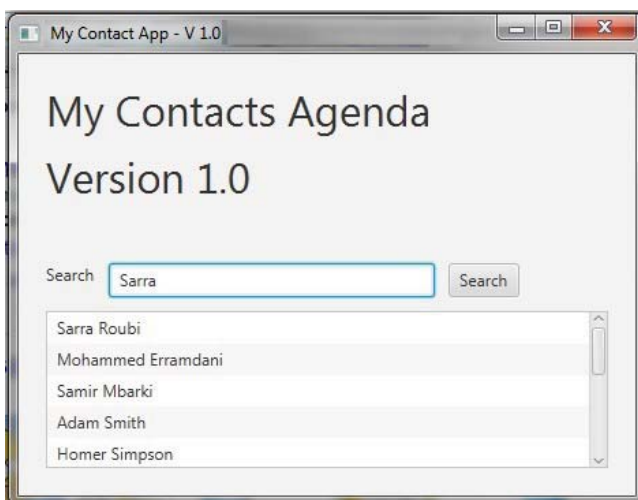 My Contact App - V 1.0
My Contacts Agenda
Version 1.0
Search Sarra Search
Sarra Roubi
Mohammed Erramdani
Samir Mbarki
Adam Smith
Homer Simpson